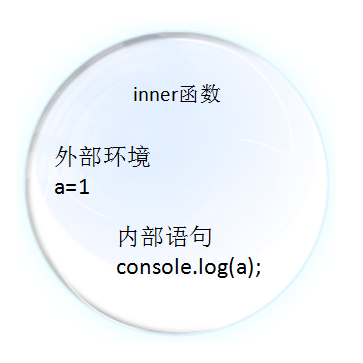 inner函数
外部环境
a=1
内部语句
console.log(a);